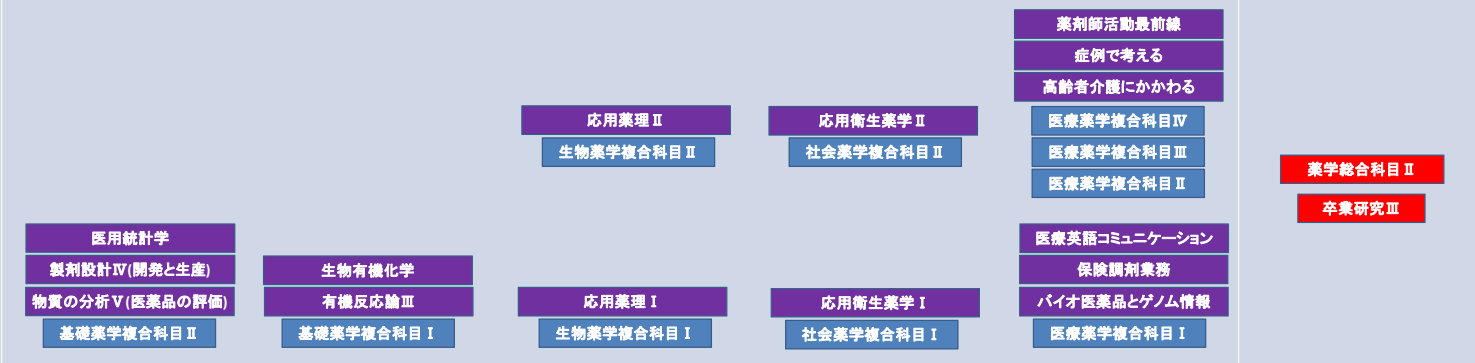 薬剤師活動最前線
症例で考える
高齢者介護にかかわる
応用薬理Ⅱ
応用衛生薬学Ⅱ
医療薬学複合科目Ⅳ
生物薬学複合科目Ⅱ
社会薬学複合科目Ⅱ
医療薬学複合科目Ⅲ
医療薬学複合科目Ⅱ
薬学総合科目Ⅱ
卒業研究Ⅲ
医用統計学
医療英語コミュニケーション
製剤設計Ⅳ(開発と生産)
生物有機化学
保険調剤業務
物質の分析Ⅴ(医薬品の評価)
有機反応論Ⅲ
応用薬理Ⅰ
応用衛生薬学Ⅰ
バイオ医薬品とゲノム情報
基礎薬学複合科目Ⅱ
基礎薬学複合科目Ⅰ
生物薬学複合科目Ⅰ
社会薬学複合科目Ⅰ
医療薬学複合科目Ⅰ